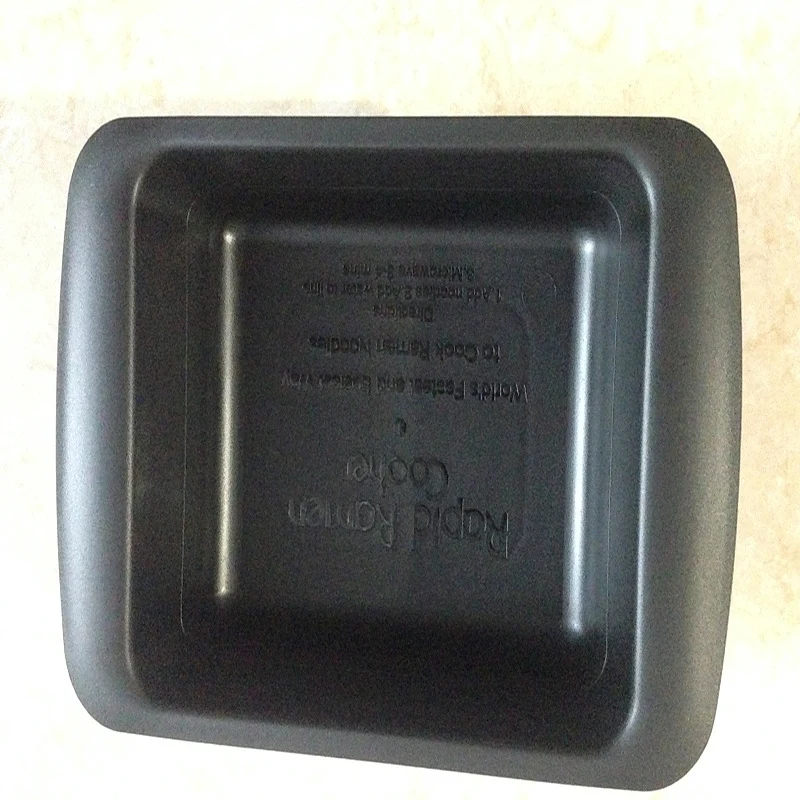 Rapid Ramen
Cooker
World's Fastest and Easiest Way
to Cook Ramen Noodles
Directions
1.Add noodles 2.Add water to line
3.Microwave 3-4 mins